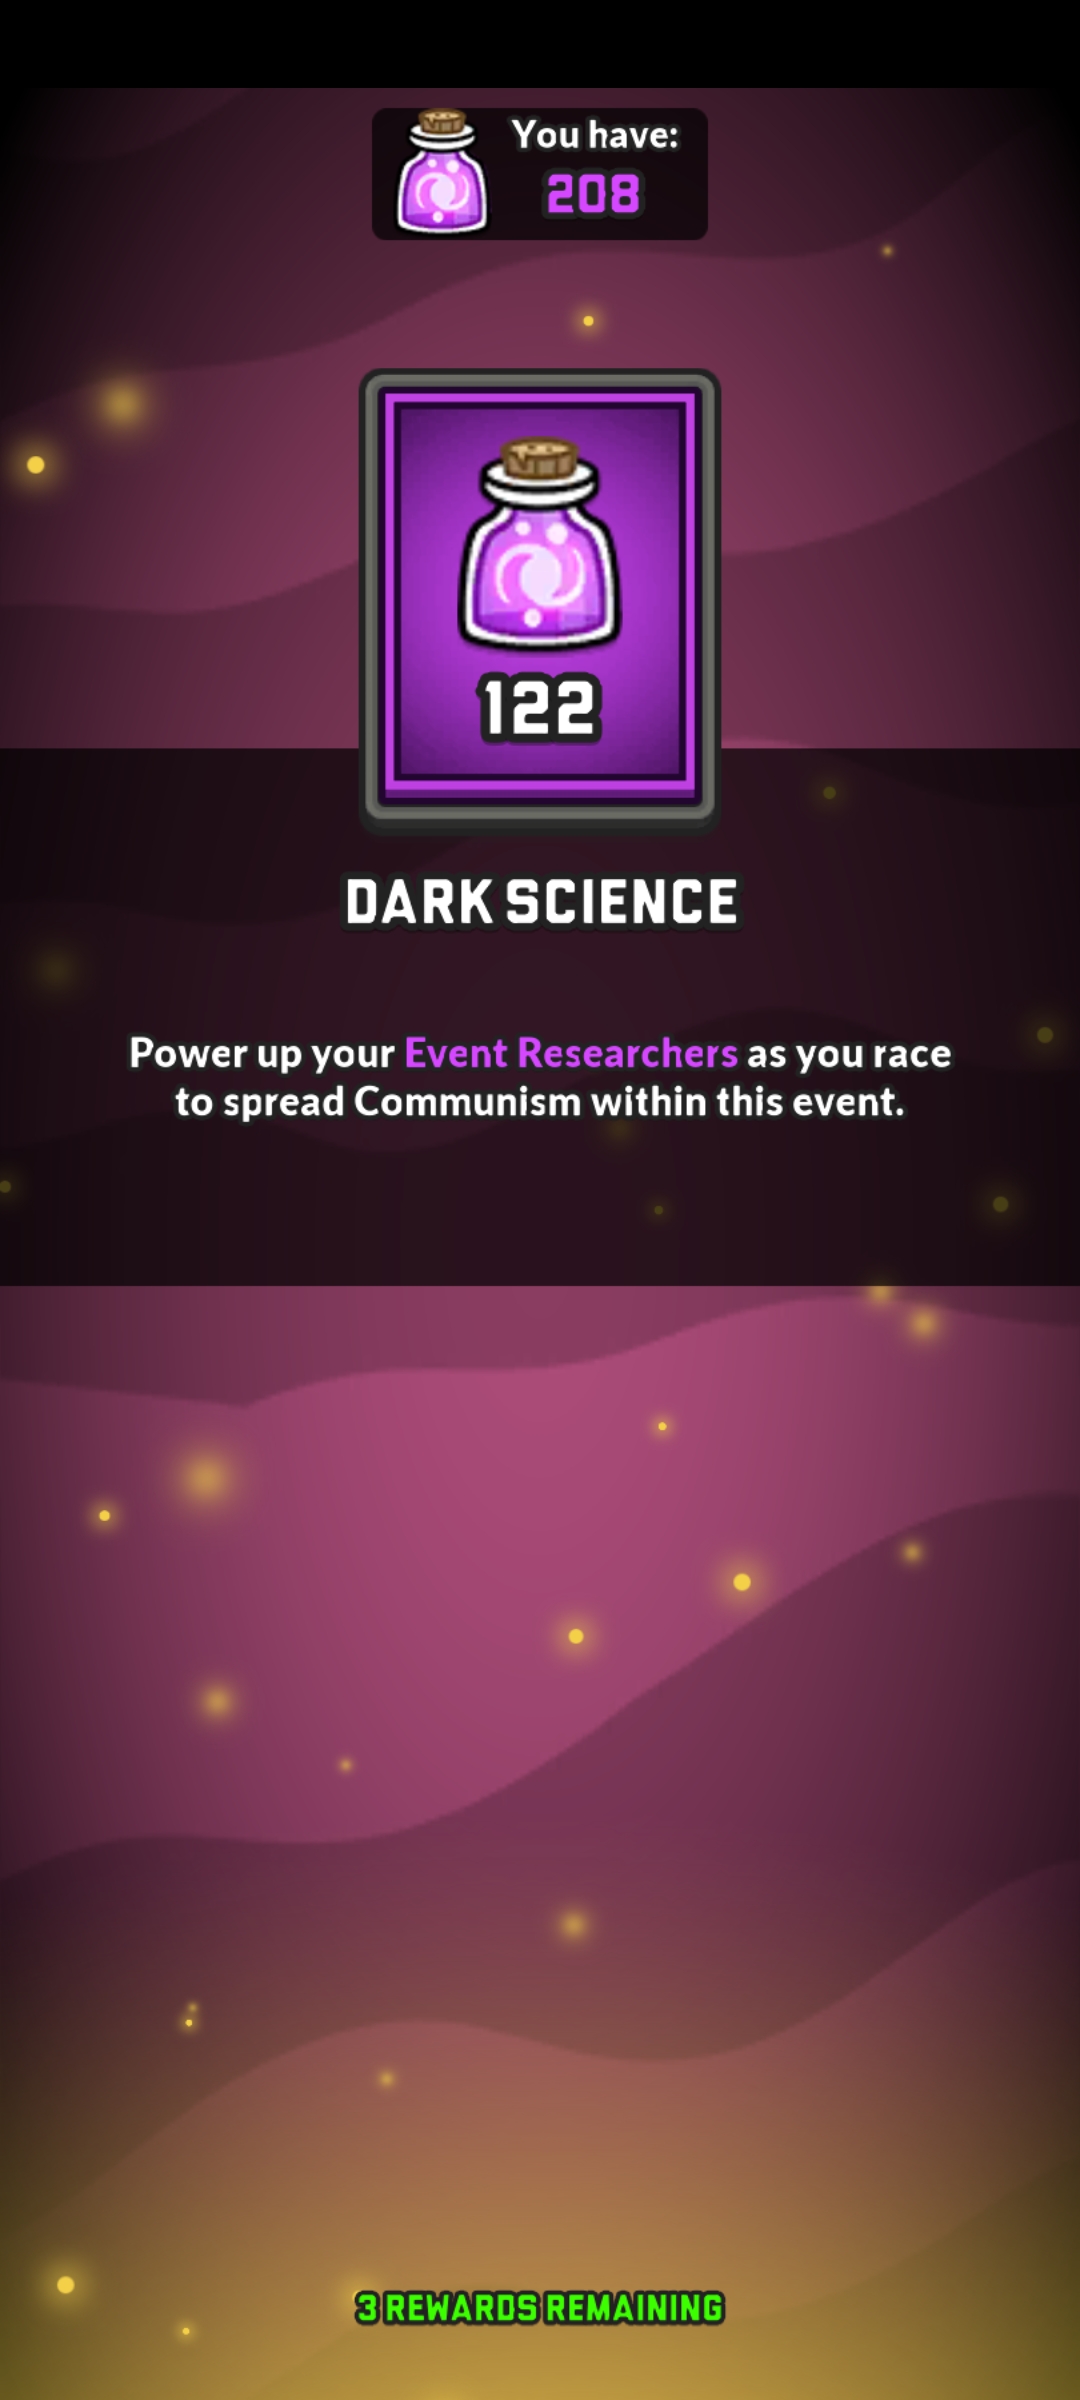 You have:
208
122
DARK SCIENCE
Power up your Event Researchers as you race
to spread Communism within this event.
3 REWARDS REMAINING